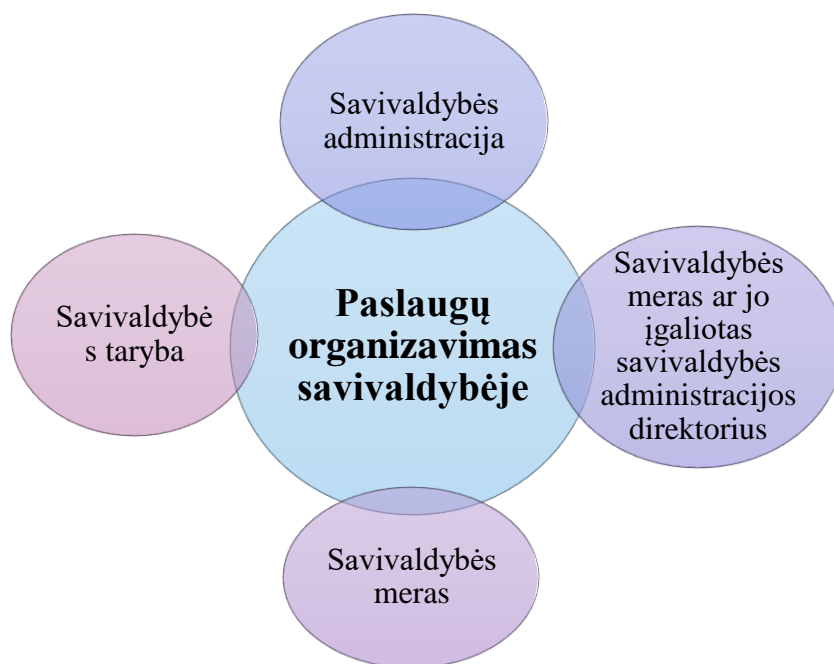 Savivaldybės
administracija
Savivaldybė
s taryba
Paslaugų
organizavimas
savivaldybėje
Savivaldybės
meras ar jo
įgaliotas
savivaldybės
administracijos
direktorius
Savivaldybės
meras